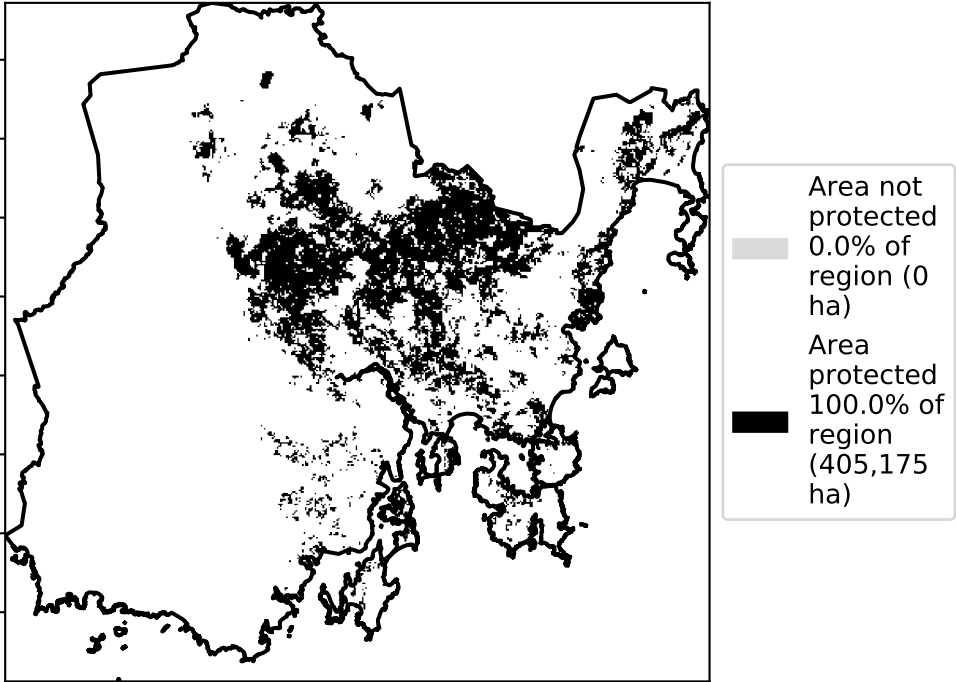 Area not
protected
0.0% of
region (0
ha)
Area
protected
100.0% of
region
(405,175
ha)